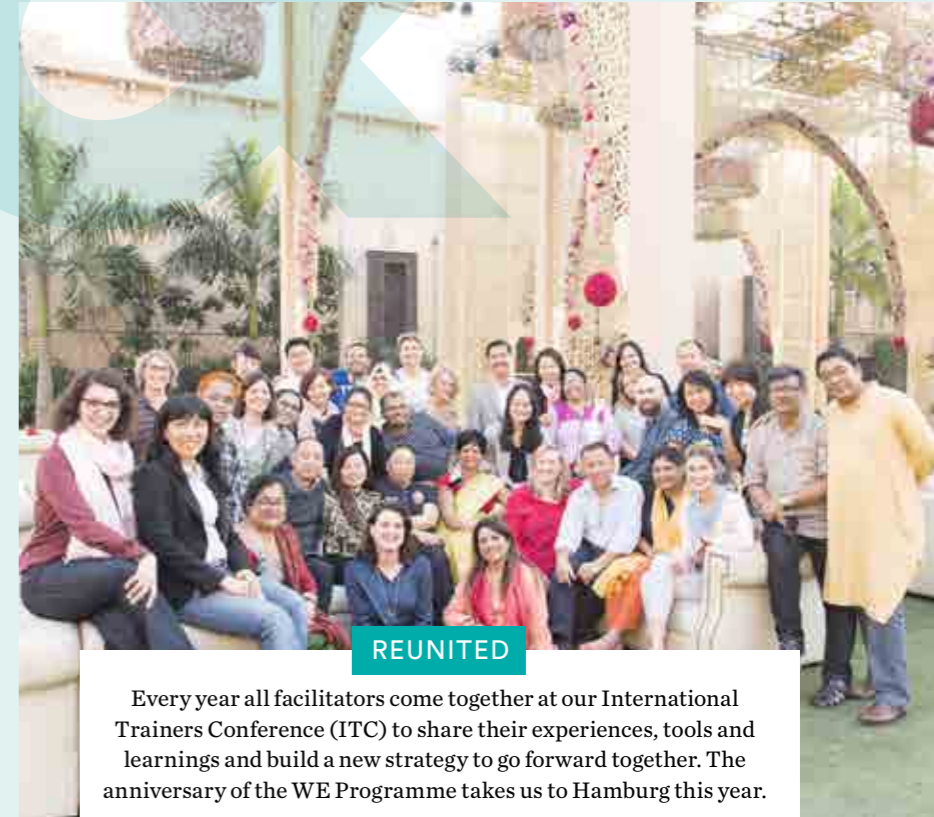 REUNITED
Every year all facilitators come together at our International
Trainers Conference (ITC) to share their experiences, tools and
learnings and build a new strategy to go forward together. The
anniversary of the WE Programme takes us to Hamburg this year.